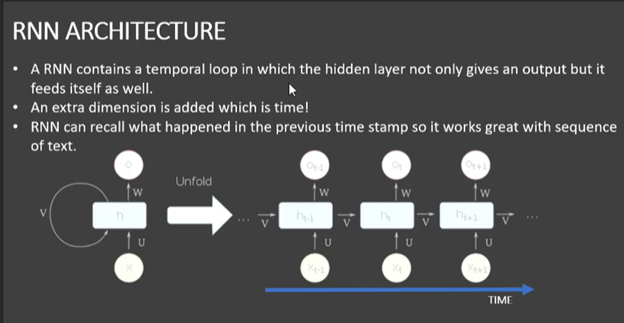 RNN ARCHITECTURE
• A RNN contains a temporal loop in which the hidden layer not only gives an output but it
feeds itself as well.
• An extra dimension is added which is time!
• RNN can recall what happened in the previous time stamp so it works great with sequence
of text.
o Unfold o_{t-1} o_t o_{t+1}
W W W W
V h ... V h_{t-1} V h_t V h_{t+1} V ...
U U U U
x x_{t-1} x_t x_{t+1}
TIME